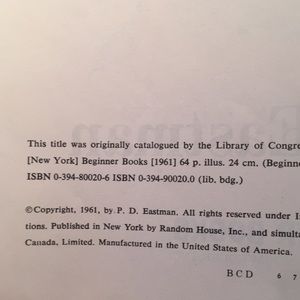 This title was originally catalogued by the Library of Congre
[New York] Beginner Books [1961] 64 p. illus. 24 cm. (Beginne
ISBN 0-394-80020-6 ISBN 0-394-90020.0 (lib. bdg.)
©Copyright, 1961, by P. D. Eastman. All rights reserved under I
tions. Published in New York by Random House, Inc., and simult
Canada, Limited. Manufactured in the United States of America.
B C D 6 7